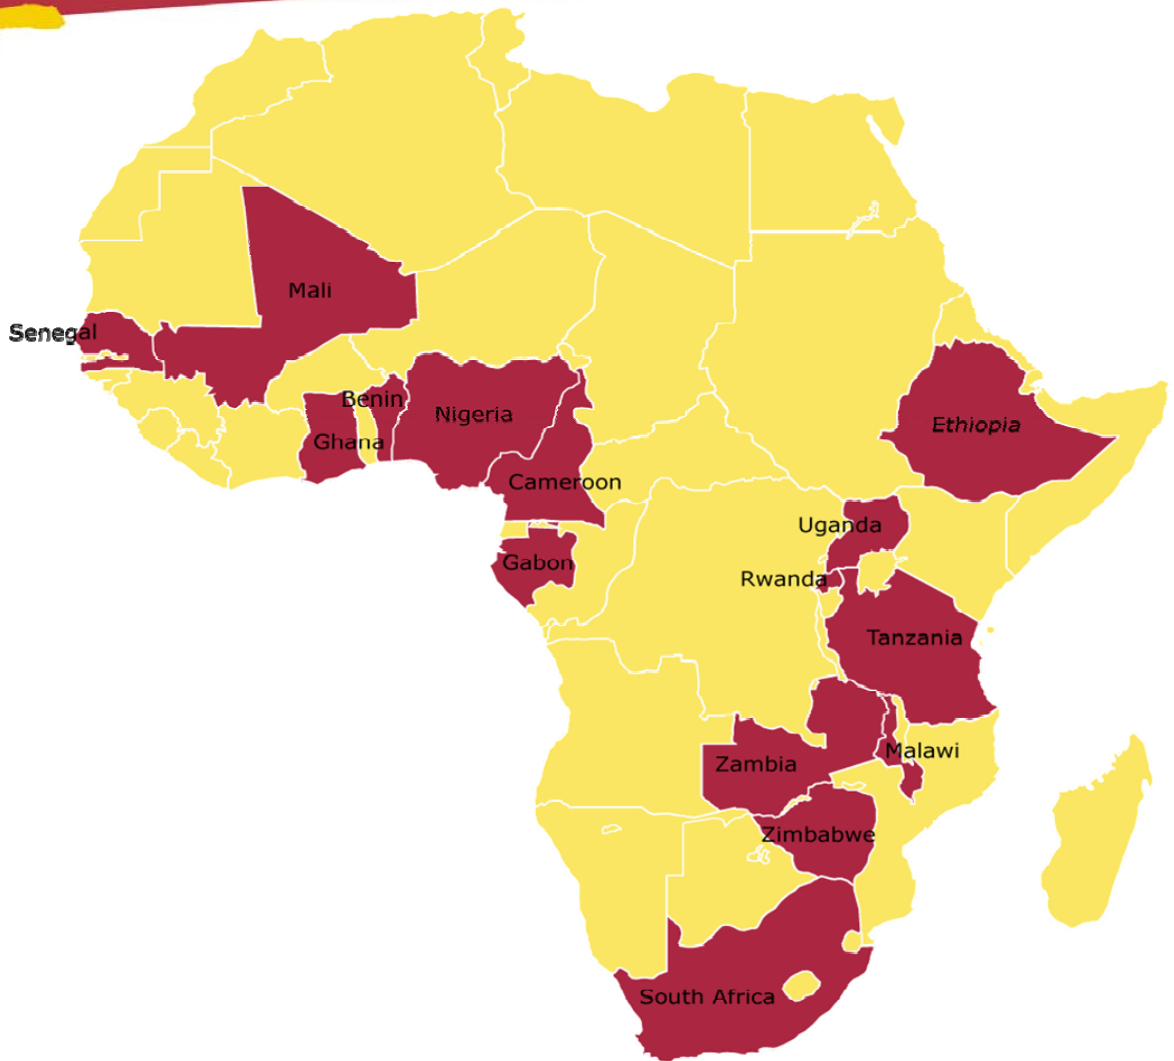 Mali
Senegal
Benin
Nigeria
Ghana
Ethiopia
Cameroon
Uganda
Gabon
Rwanda
Tanzania
Malawi
Zambia
Zimbabwe
South Africa